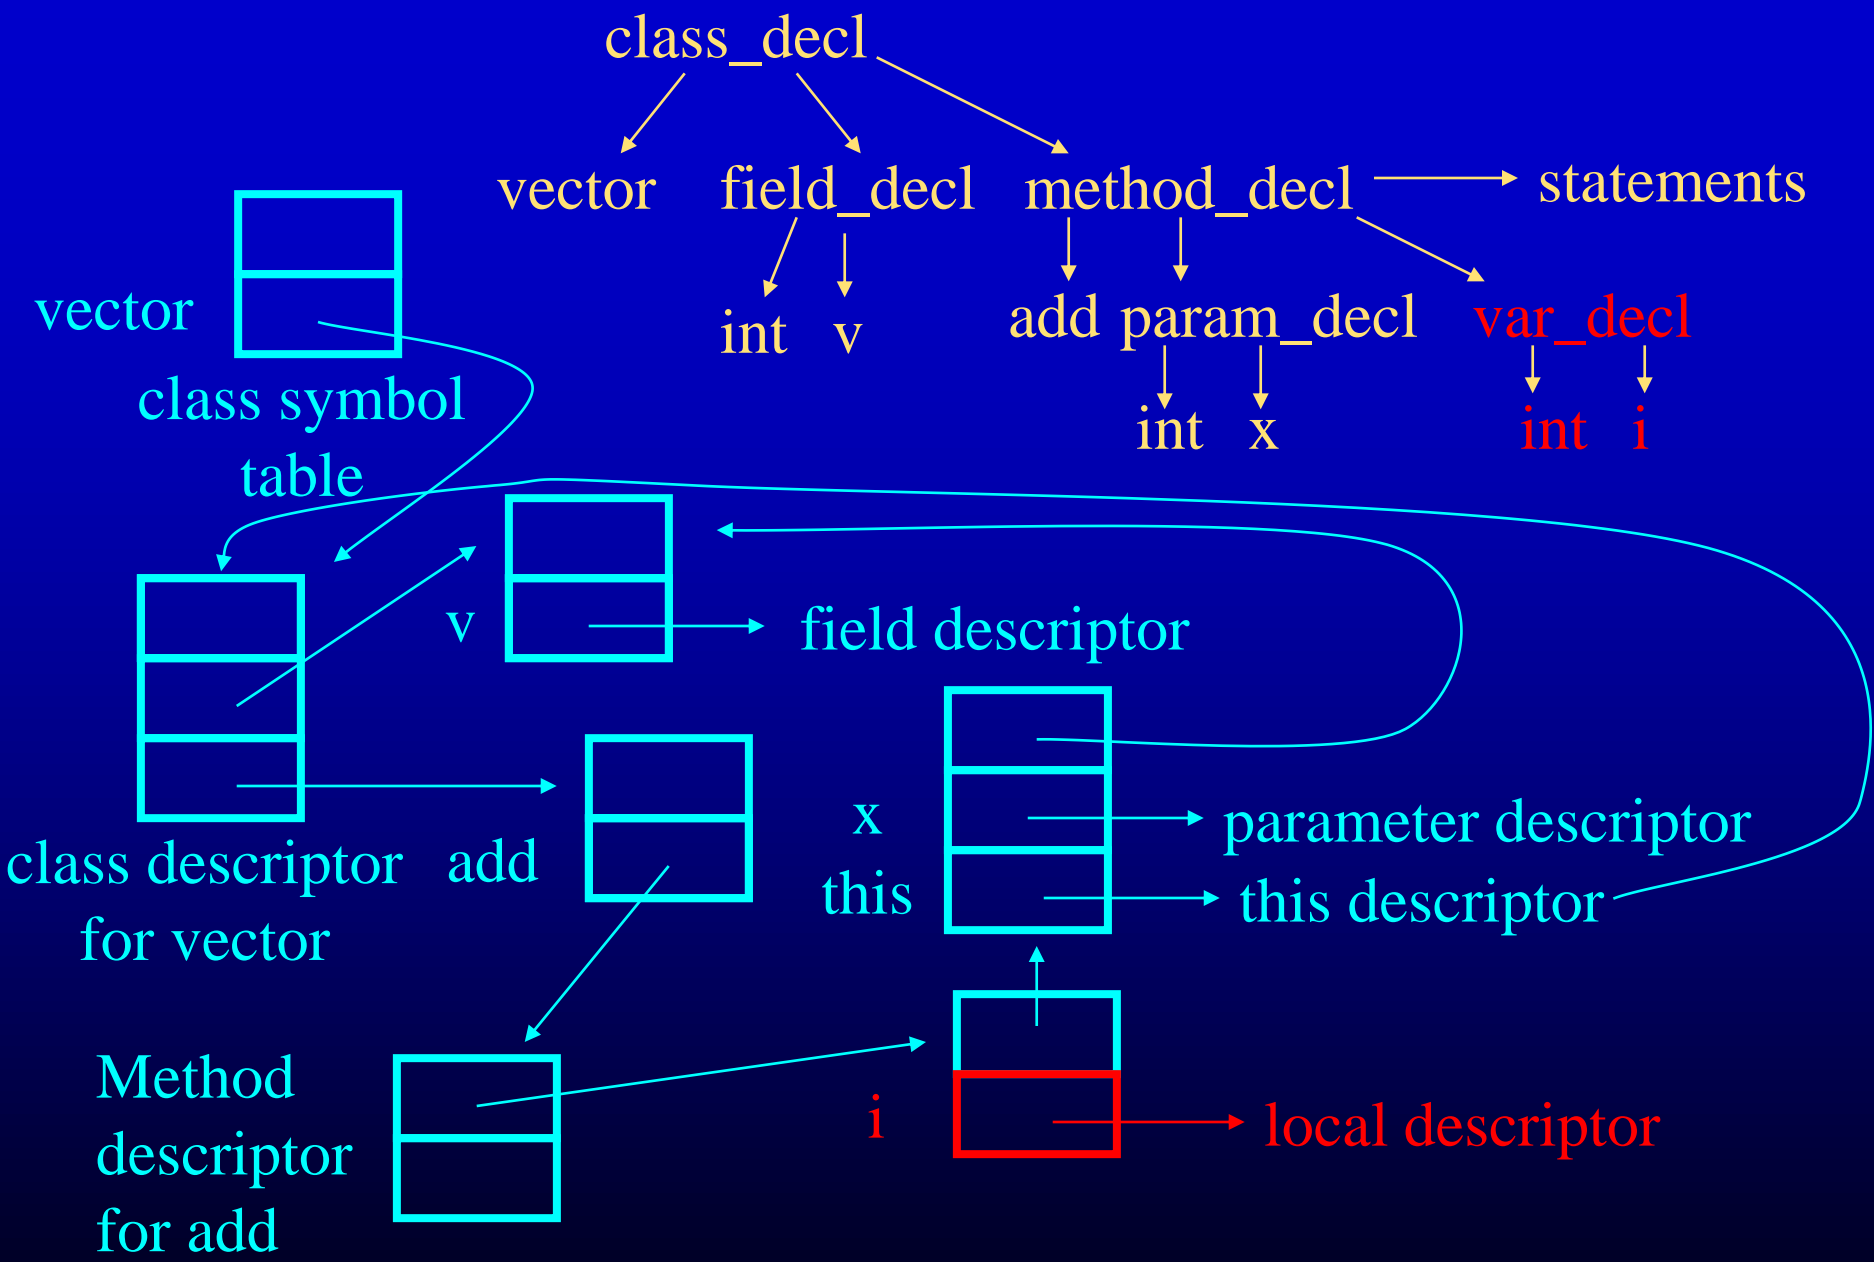 class_decl
vector field_decl method_decl statements
vector
int v
add param_decl var_decl
int x
int i
class symbol
table
v
field descriptor
x
parameter descriptor
class descriptor
for vector
add
this
this descriptor
Method
descriptor
for add
i
local descriptor